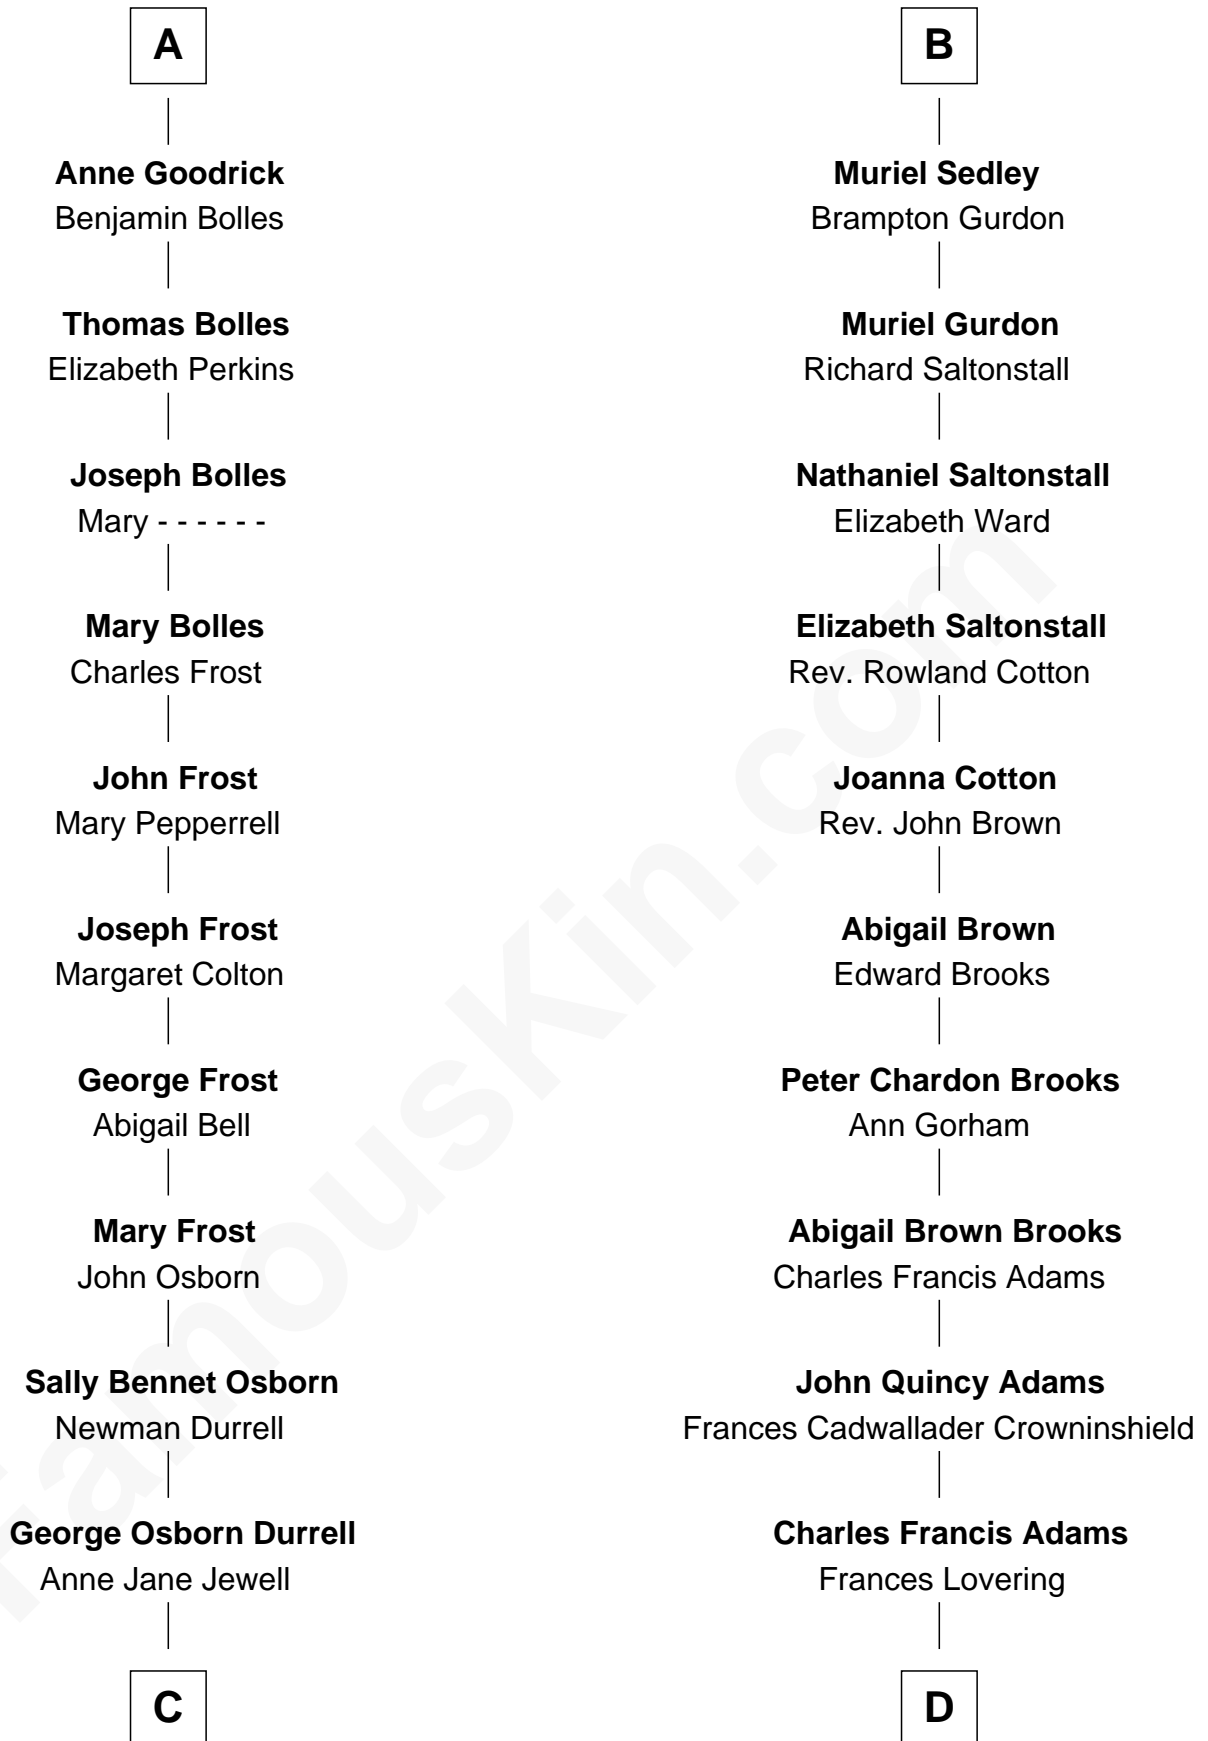 A
Anne Goodrick
Benjamin Bolles
Thomas Bolles
Elizabeth Perkins
Joseph Bolles
Mary - - - - - -
Mary Bolles
Charles Frost
John Frost
Mary Pepperrell
Joseph Frost
Margaret Colton
George Frost
Abigail Bell
Mary Frost
John Osborn
Sally Bennet Osborn
Newman Durrell
George Osborn Durrell
Anne Jane Jewell
C
B
Muriel Sedley
Brampton Gurdon
Muriel Gurdon
Richard Saltonstall
Nathaniel Saltonstall
Elizabeth Ward
Elizabeth Saltonstall
Rev. Rowland Cotton
Joanna Cotton
Rev. John Brown
Abigail Brown
Edward Brooks
Peter Chardon Brooks
Ann Gorham
Abigail Brown Brooks
Charles Francis Adams
John Quincy Adams
Frances Cadwallader Crowninshield
Charles Francis Adams
Frances Lovering
D
FamousKin.com